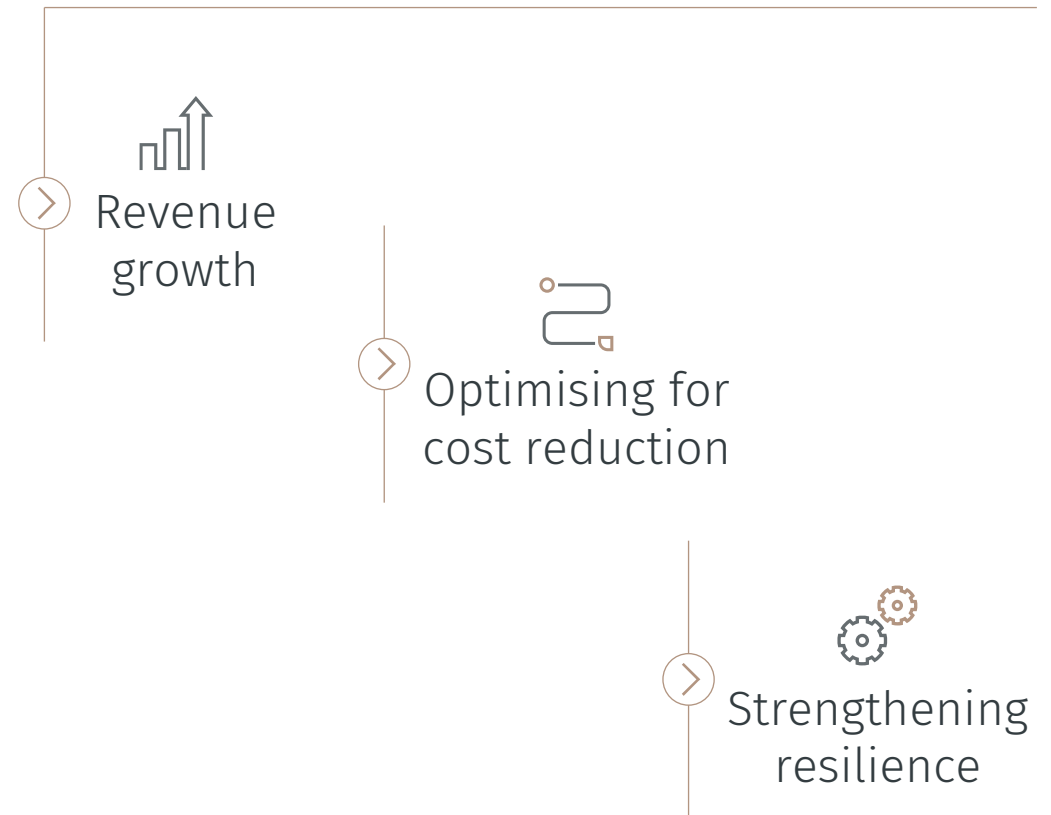 Revenue
growth
Optimising for
cost reduction
Strengthening
resilience